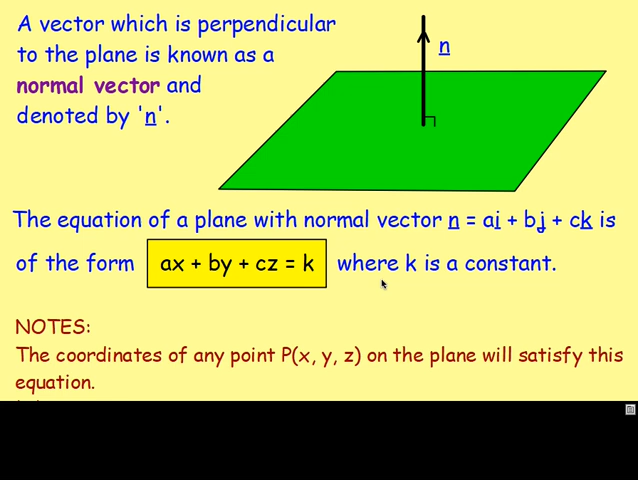 A vector which is perpendicular
to the plane is known as a
normal vector and
denoted by 'n'.
n
The equation of a plane with normal vector n = ai + bj + ck is
of the form ax + by + cz = k where k is a constant.
NOTES:
The coordinates of any point P(x, y, z) on the plane will satisfy this
equation.